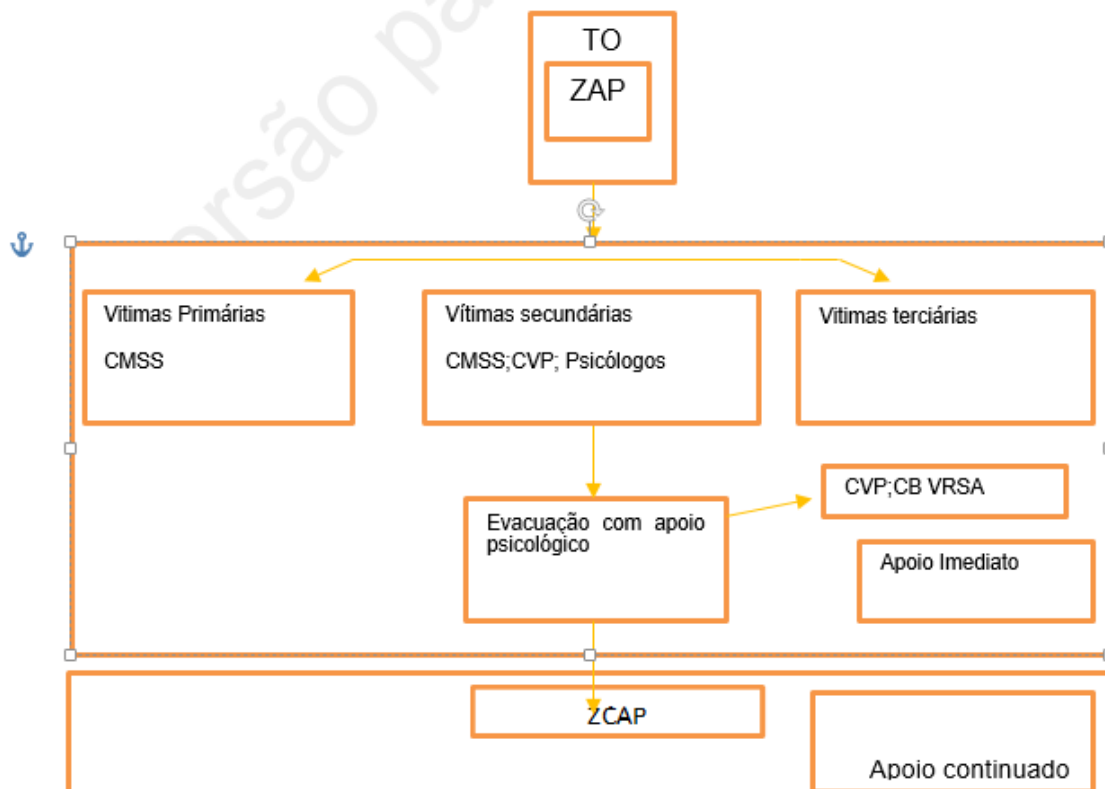 TO
ZAP
Vitimas Primárias
CMSS
Vítimas secundárias
CMSS;CVP; Psicólogos
Vitimas terciárias
Evacuação com apoio
psicológico
CVP;CB VRSA
Apoio Imediato
ZCAP
Apoio continuado